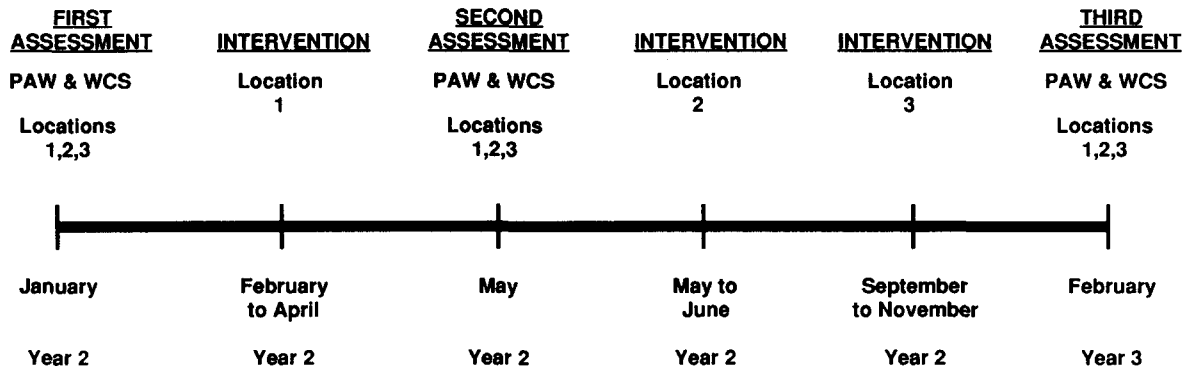 FIRST
ASSESSMENT
PAW & WCS
Locations
1,2,3
INTERVENTION
Location
1
SECOND
ASSESSMENT
PAW & WCS
Locations
1,2,3
INTERVENTION
Location
2
INTERVENTION
Location
3
THIRD
ASSESSMENT
PAW & WCS
Locations
1,2,3
January
Year 2
February
to April
Year 2
May
Year 2
May to
June
Year 2
September
to November
Year 2
February
Year 3